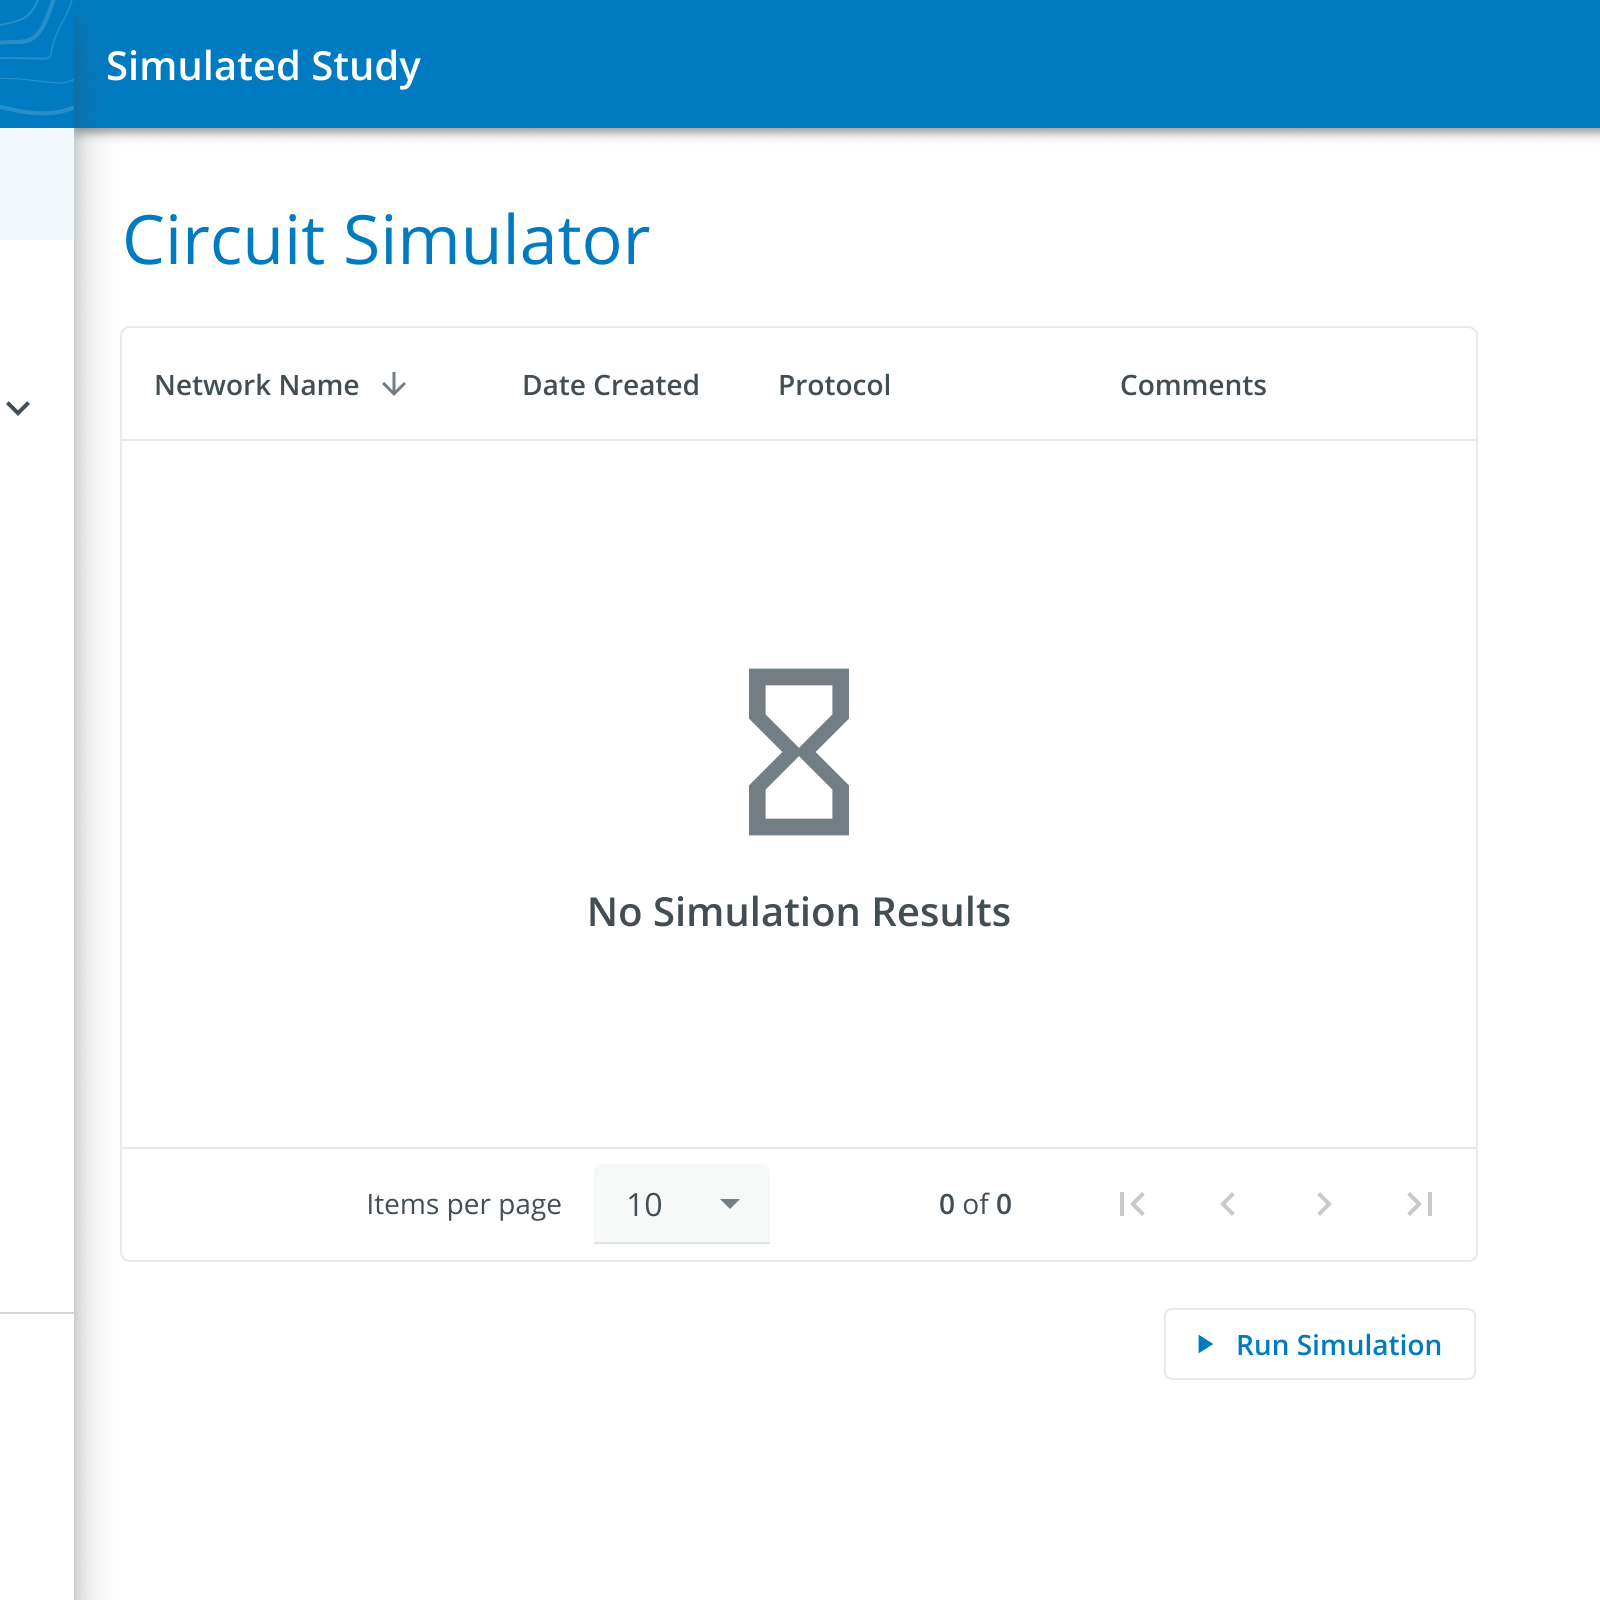 Simulated Study
Circuit Simulator
Network Name Date Created Protocol Comments
No Simulation Results
Items per page 10 0 of 0
Run Simulation